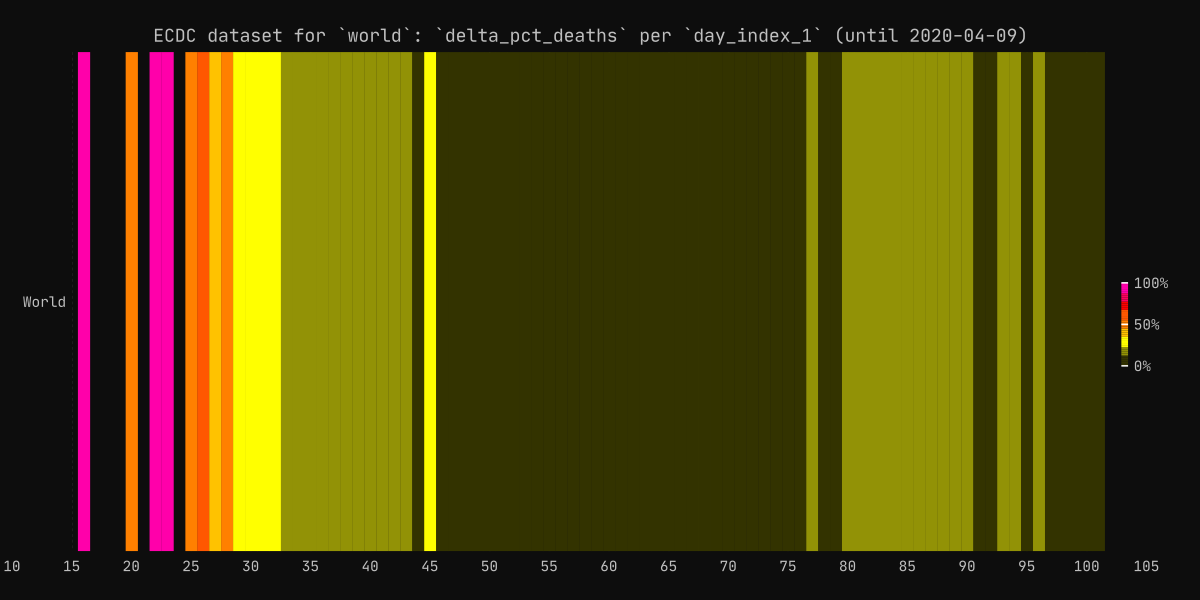 ECDC dataset for `world`: `delta_pct_deaths` per `day_index_1` (until 2020-04-09)
World
100%
50%
0%
10 15 20 25 30 35 40 45 50 55 60 65 70 75 80 85 90 95 100 105